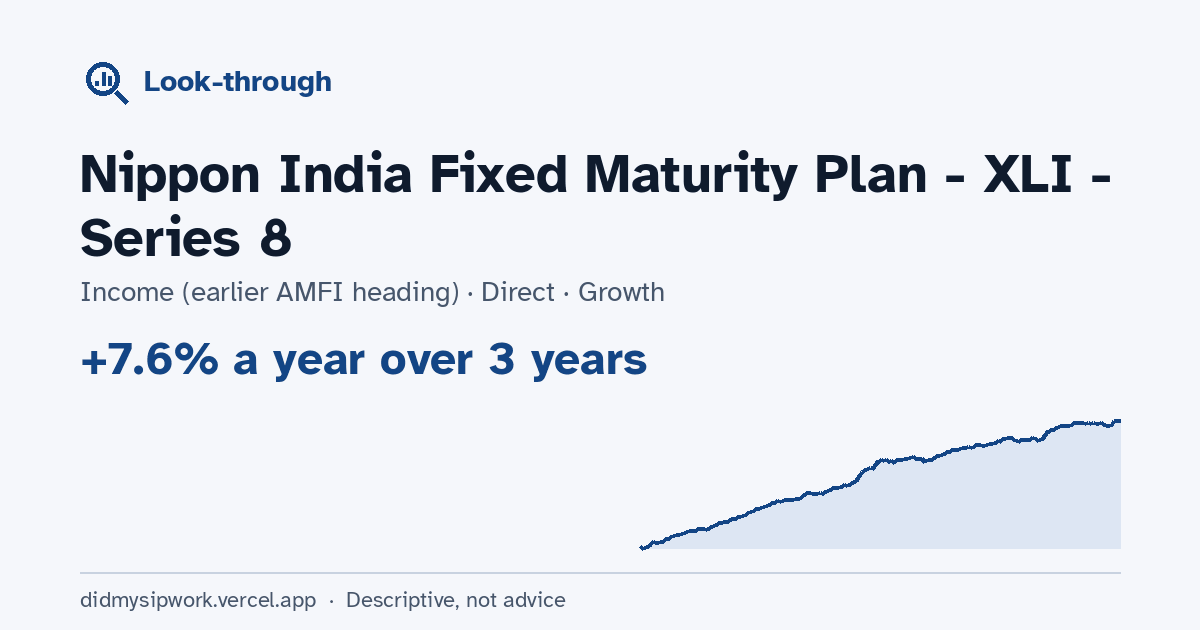 Look-through
Nippon India Fixed Maturity Plan - XLI -
Series 8
Income (earlier AMFI heading) · Direct · Growth
+7.6% a year over 3 years
didmysipwork.vercel.app · Descriptive, not advice